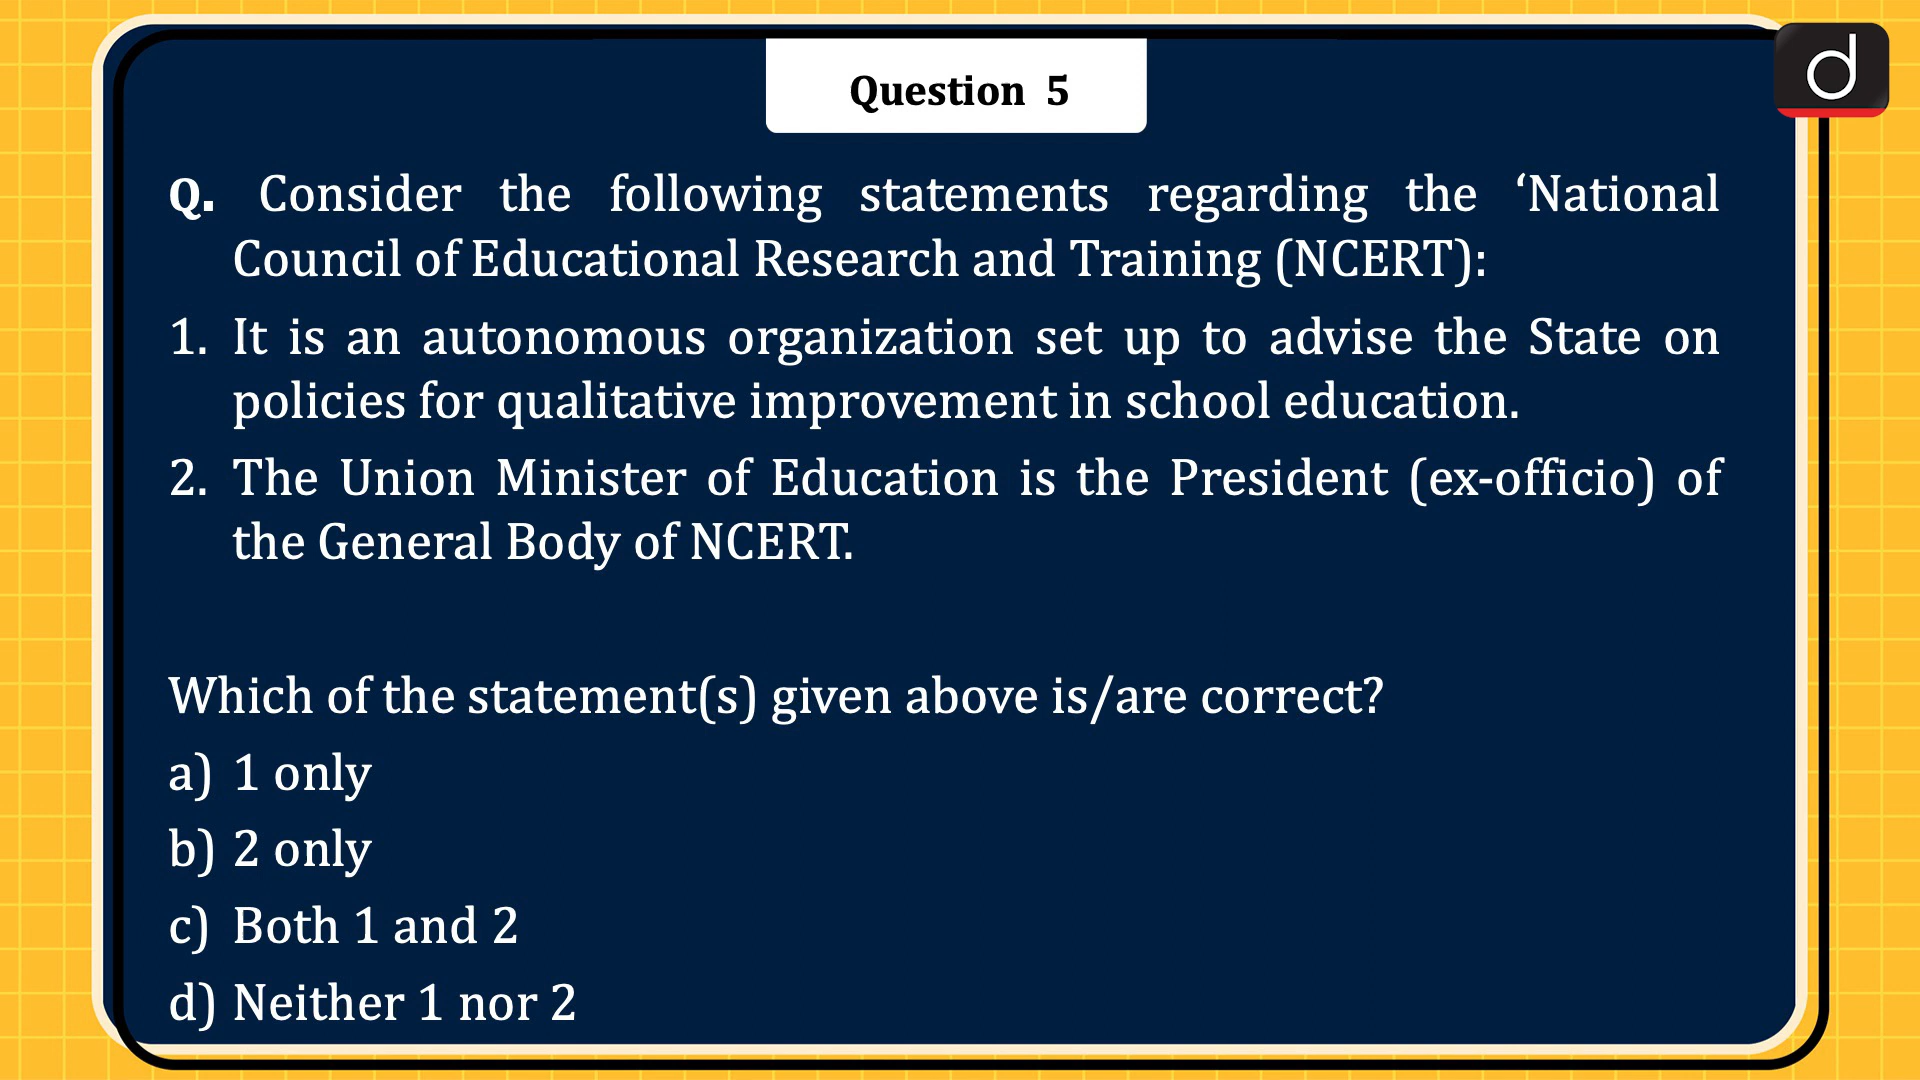 Question 5
Q. Consider the following statements regarding the ‘National
Council of Educational Research and Training (NCERT):
1. It is an autonomous organization set up to advise the State on
policies for qualitative improvement in school education.
2. The Union Minister of Education is the President (ex-officio) of
the General Body of NCERT.
Which of the statement(s) given above is/are correct?
a) 1 only
b) 2 only
c) Both 1 and 2
d) Neither 1 nor 2
d